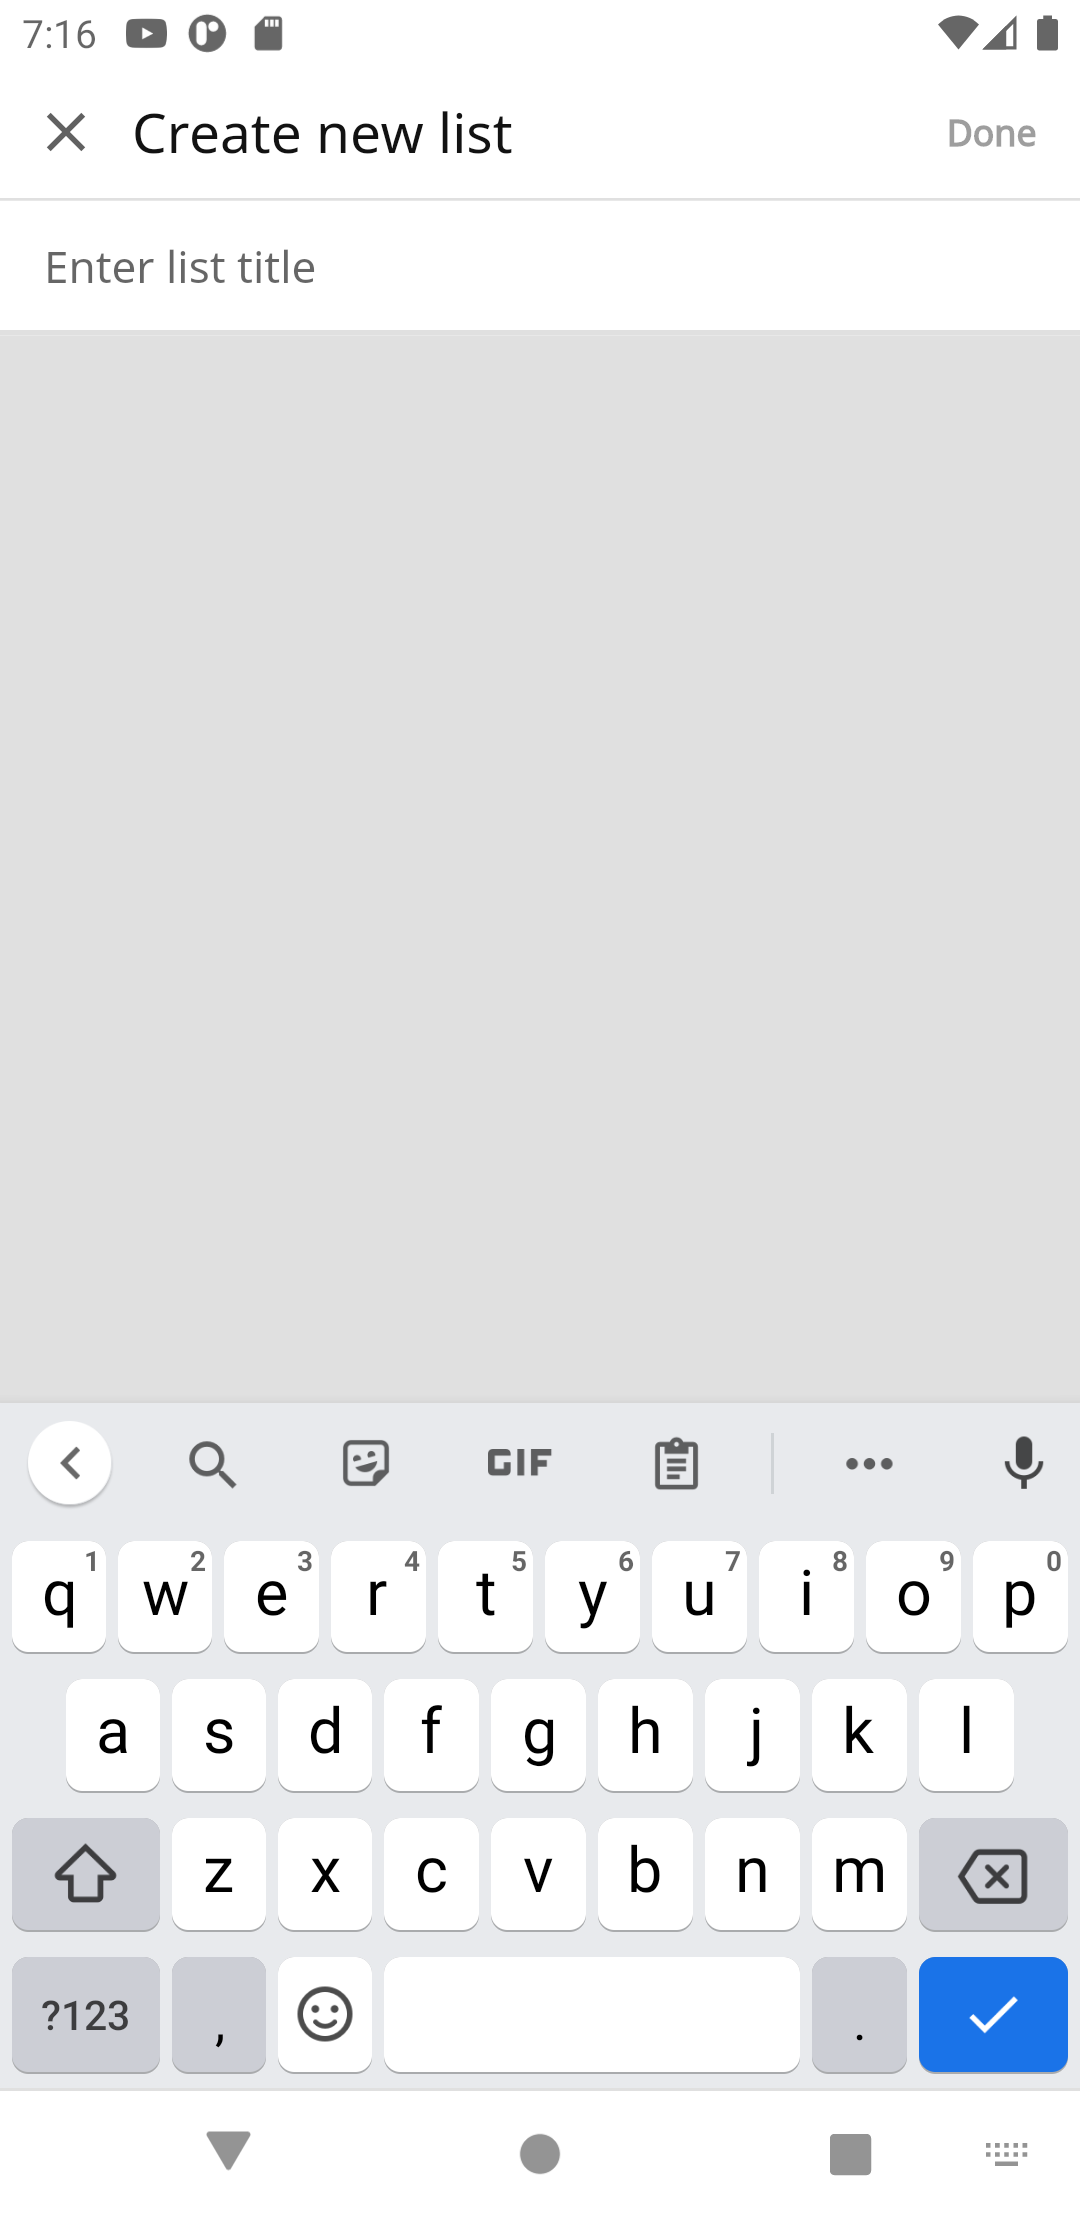 7:16
Create new list
Done
Enter list title
GIF
q 1 w 2 e 3 r 4 t 5 y 6 u 7 i 8 o 9 p 0
a s d f g h j k l
z x c v b n m
?123 , .